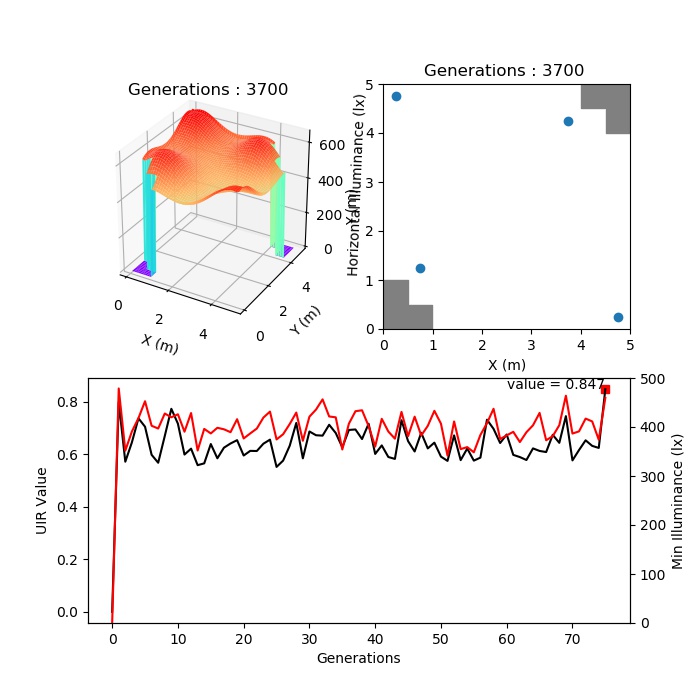 Generations : 3700
600
400
200
0
0
2
4
X (m)
0
2
4
Y (m)
Horizontal Illuminance (lx)
Generations : 3700
5
4
3
2
1
0
Y (m)
0 1 2 3 4 5
X (m)
value = 0.847
0.8
0.6
0.4
0.2
0.0
UIR Value
500
400
300
200
100
0
Min Illuminance (lx)
0 10 20 30 40 50 60 70
Generations